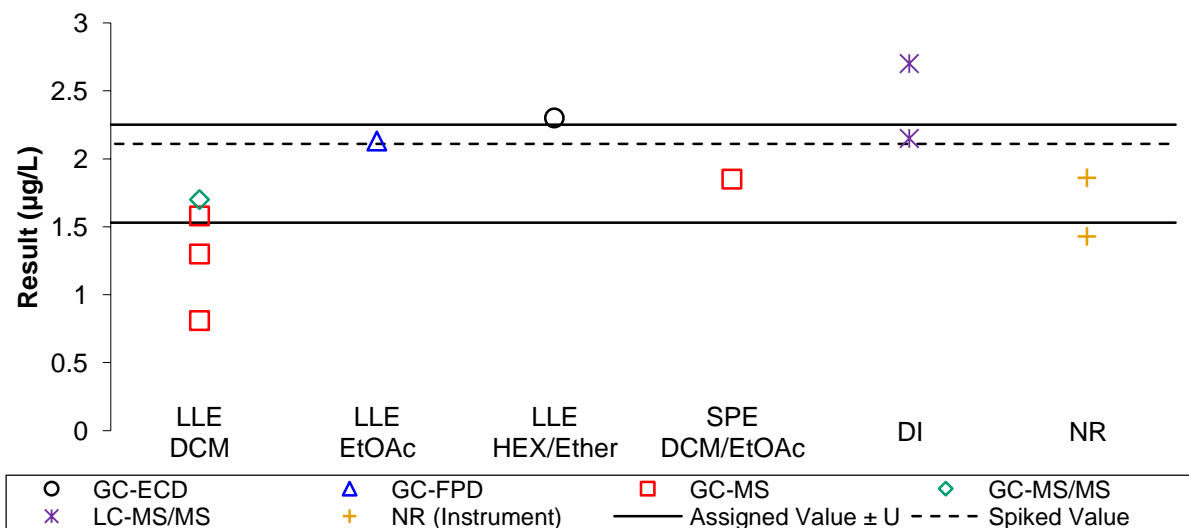 3
2.5
2
1.5
1
0.5
0
Result (µg/L)
LLE
DCM
LLE
EtOAc
LLE
HEX/Ether
SPE
DCM/EtOAc
DI
NR
GC-ECD
GC-FPD
GC-MS
GC-MS/MS
LC-MS/MS
NR (Instrument)
Assigned Value ± U
Spiked Value